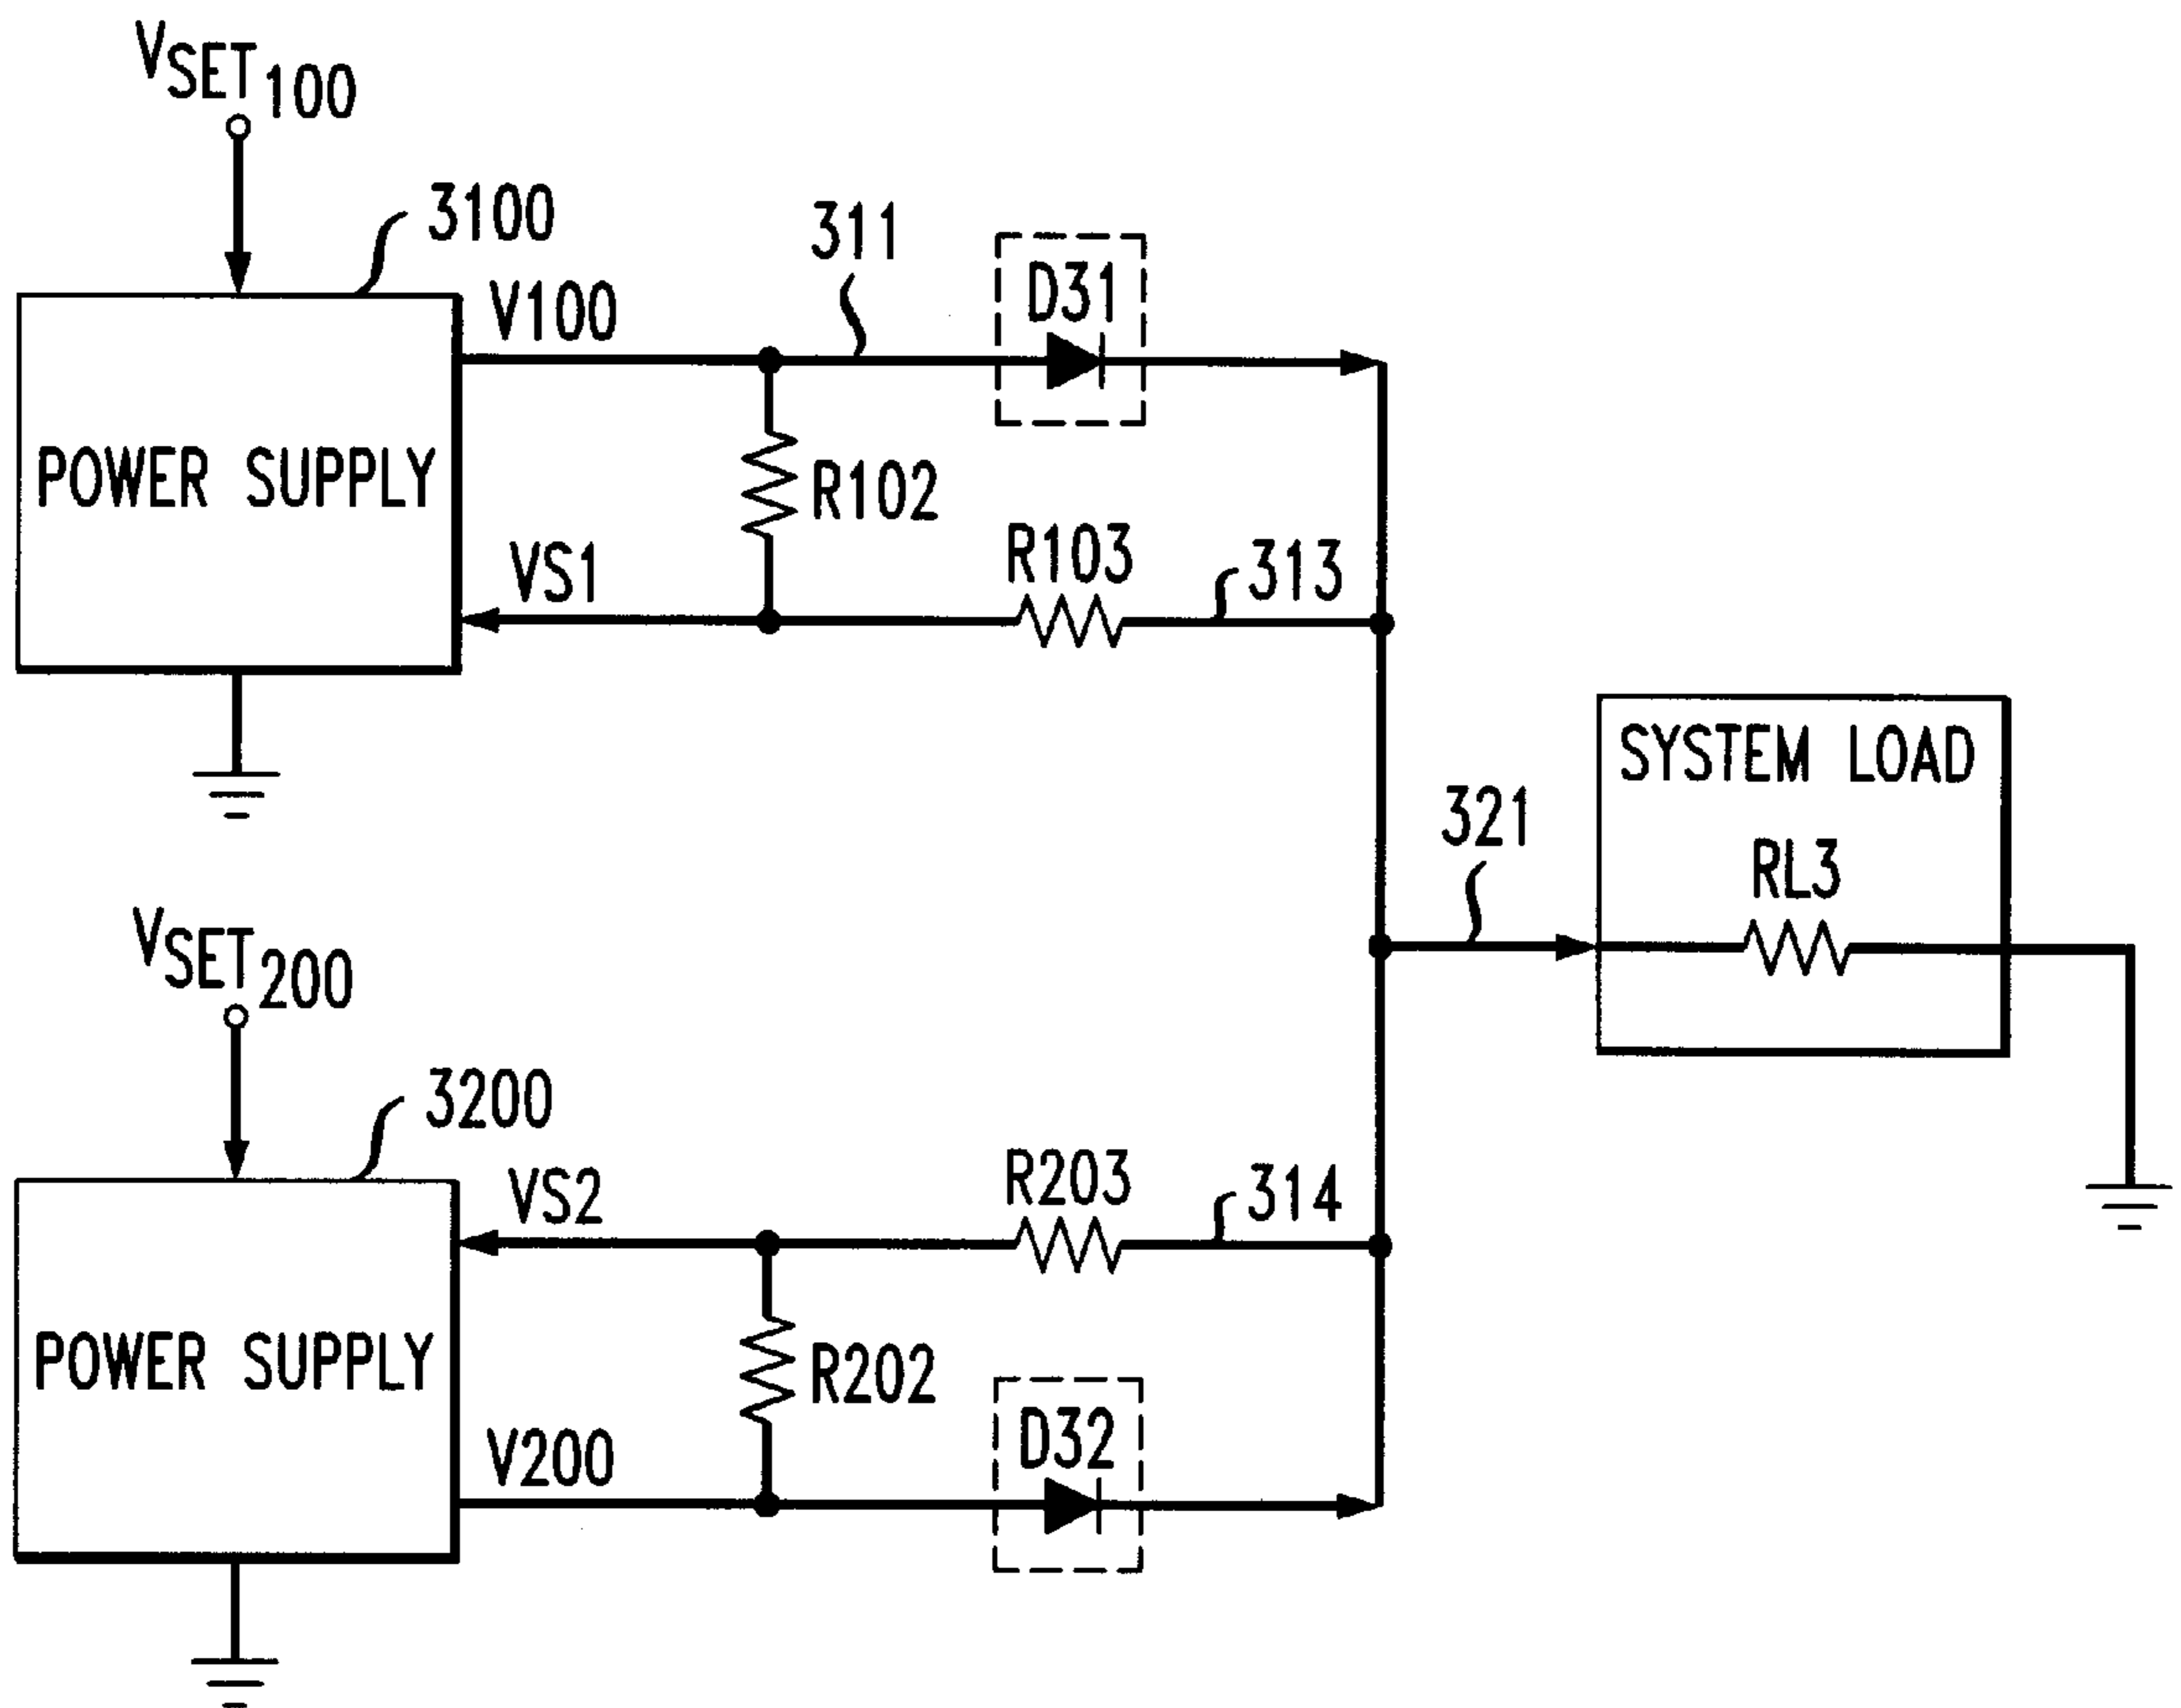 VSET100
3100
V100
311
D31
POWER SUPPLY
R102
VS1
R103
313
SYSTEM LOAD
321
RL3
VSET200
3200
VS2
R203
314
POWER SUPPLY
R202
V200
D32